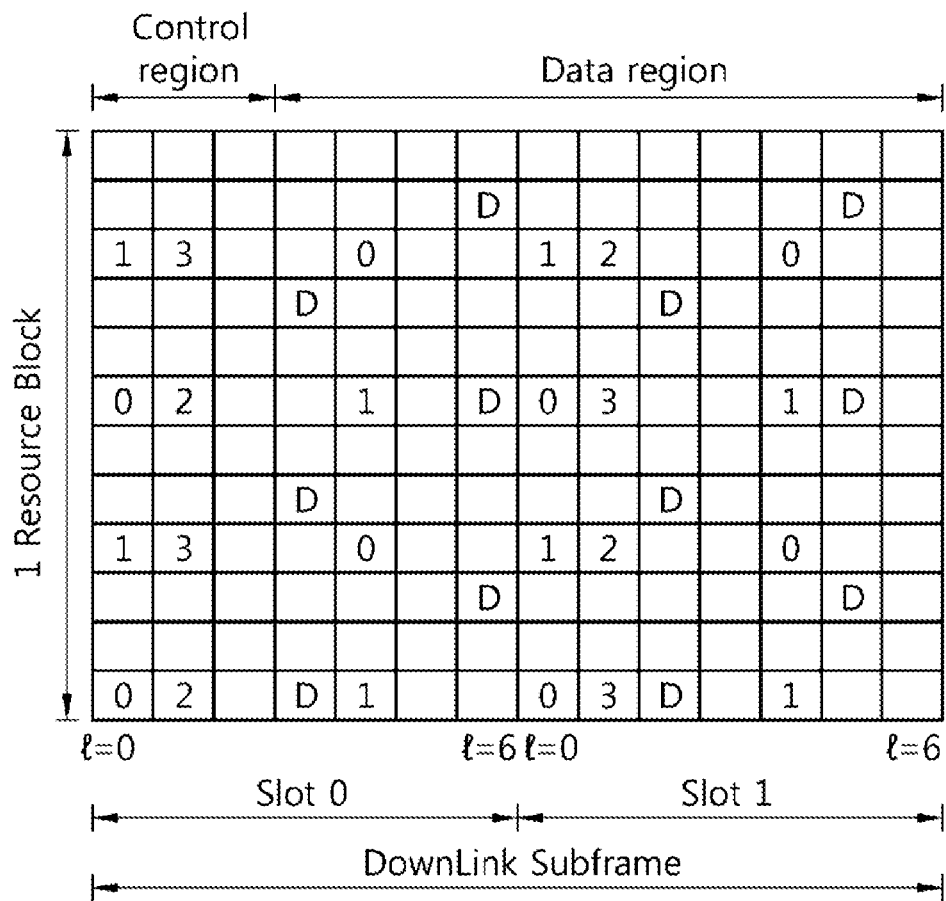 Control
region
Data region
1 Resource Block
D D
1 3 0 1 2 0
D D
0 2 1 D 0 3 1 D
D D
1 3 0 1 2 0
D D
0 2 D 1 0 3 D 1
ℓ=0 ℓ=6 ℓ=0 ℓ=6
Slot 0 Slot 1
DownLink Subframe